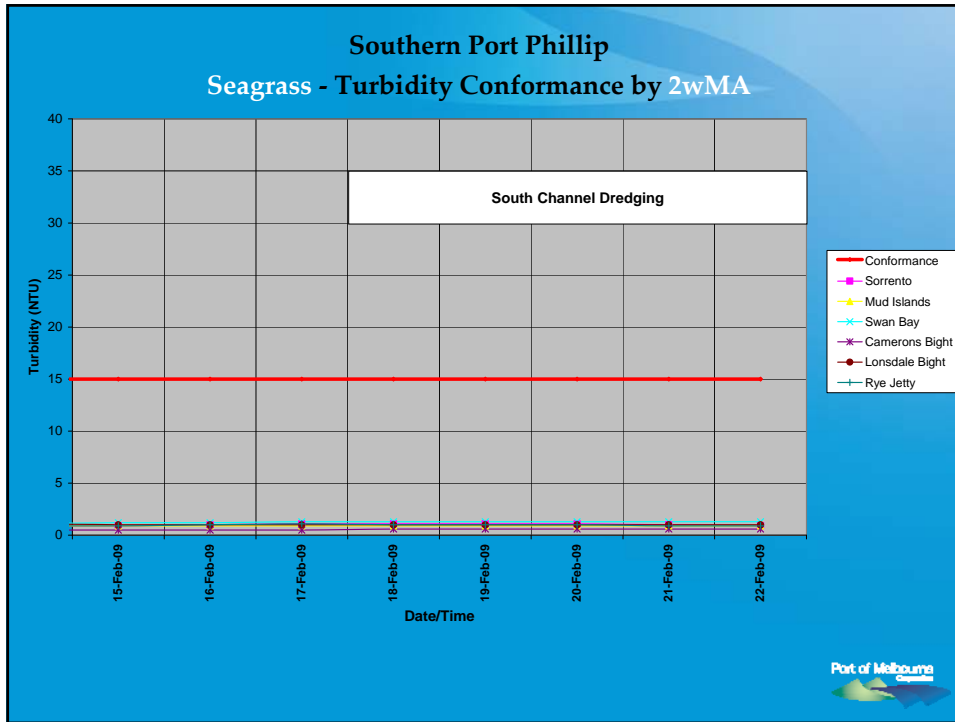 Southern Port Phillip
Seagrass - Turbidity Conformance by 2wMA
40
35
30
25
20
15
10
5
0
Turbidity (NTU)
South Channel Dredging
15-Feb-09
16-Feb-09
17-Feb-09
18-Feb-09
19-Feb-09
20-Feb-09
21-Feb-09
22-Feb-09
Date/Time
Conformance
Sorrento
Mud Islands
Swan Bay
Camerons Bight
Lonsdale Bight
Rye Jetty
Port of Melbourne
Corporation